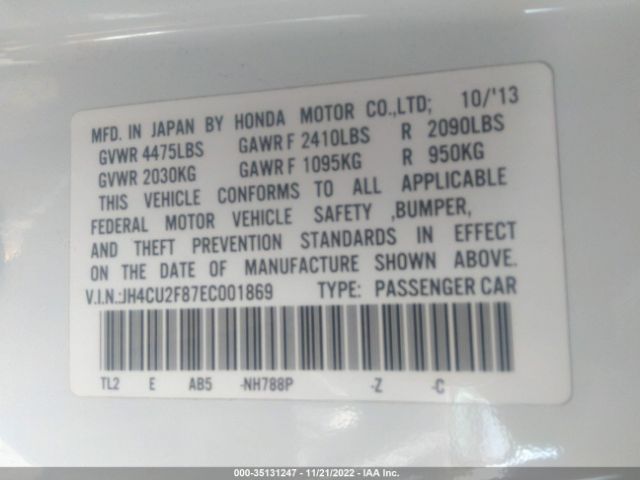 MFD. IN JAPAN BY HONDA MOTOR CO.,LTD; 10/'13
GVWR 4475LBS GAWR F 2410LBS R 2090LBS
GVWR 2030KG GAWR F 1095KG R 950KG
THIS VEHICLE CONFORMS TO ALL APPLICABLE
FEDERAL MOTOR VEHICLE SAFETY ,BUMPER,
AND THEFT PREVENTION STANDARDS IN EFFECT
ON THE DATE OF MANUFACTURE SHOWN ABOVE.
V.I.N.:JH4CU2F87EC001869 TYPE: PASSENGER CAR
TL2 E AB5 -NH788P -Z -C
000-35131247 - 11/21/2022 - IAA Inc.